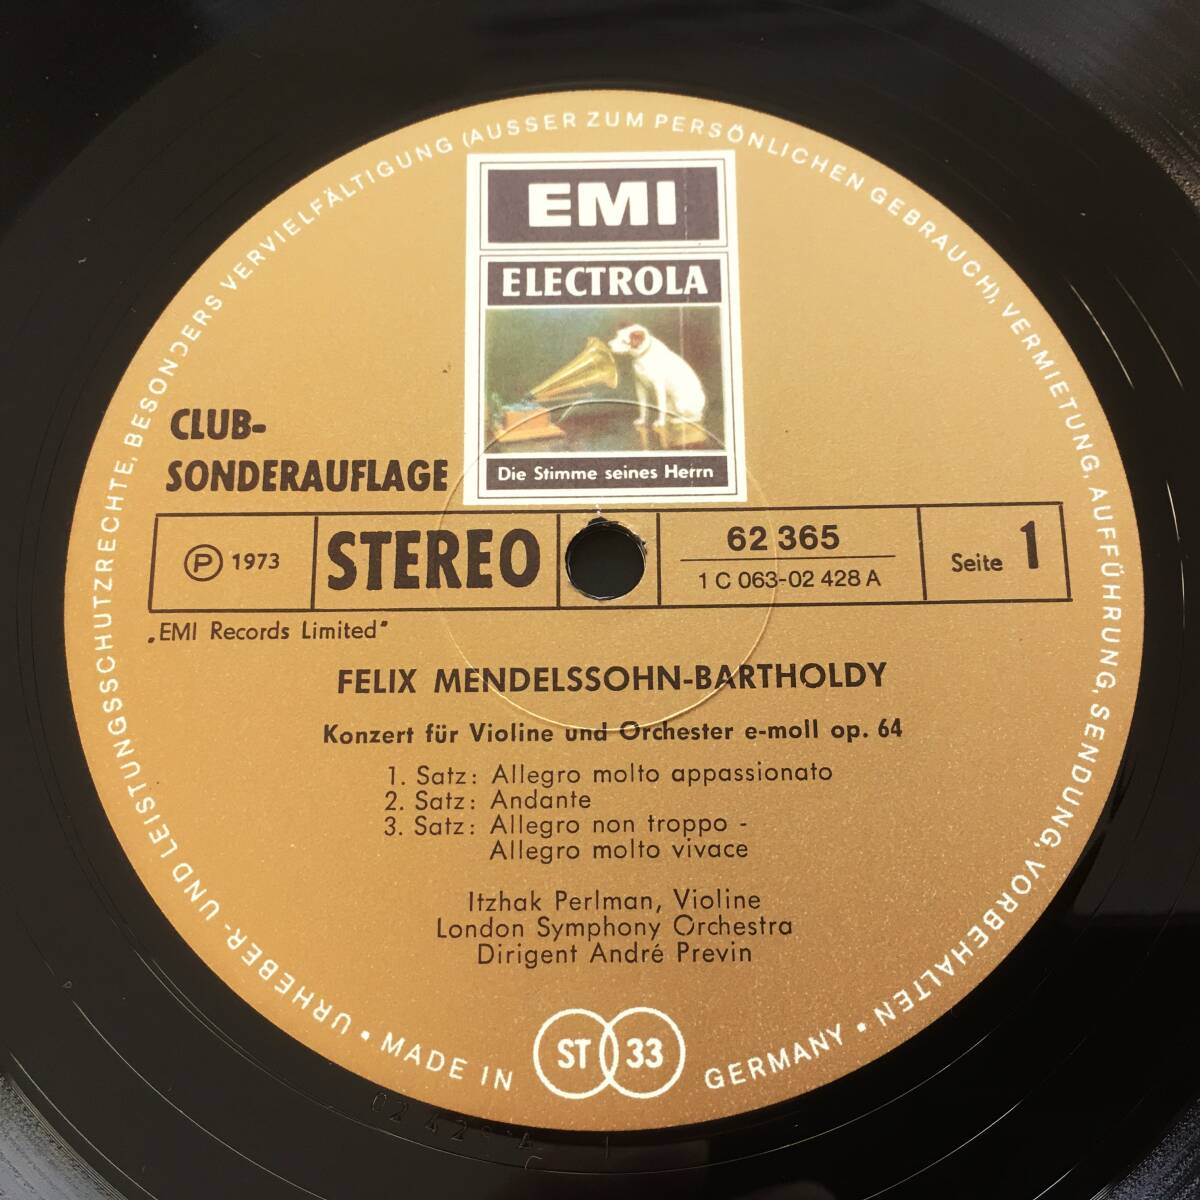 EMI
ELECTROLA
Die Stimme seines Herrn
CLUB-
SONDERAUFLAGE
Ⓟ 1973
STEREO
62 365
1 C 063-02 428 A
Seite 1
„EMI Records Limited"
FELIX MENDELSSOHN-BARTHOLDY
Konzert für Violine und Orchester e-moll op. 64
1. Satz: Allegro molto appassionato
2. Satz: Andante
3. Satz: Allegro non troppo -
Allegro molto vivace
Itzhak Perlman, Violine
London Symphony Orchestra
Dirigent André Previn
ST 33
URHEBER- UND LEISTUNGSSCHUTZRECHTE, BESONDERS VERVIELFÄLTIGUNG (AUSSER ZUM PERSÖNLICHEN GEBRAUCH), VERMIETUNG, AUFFÜHRUNG, SENDUNG, VORBEHALTEN •
MADE IN GERMANY •